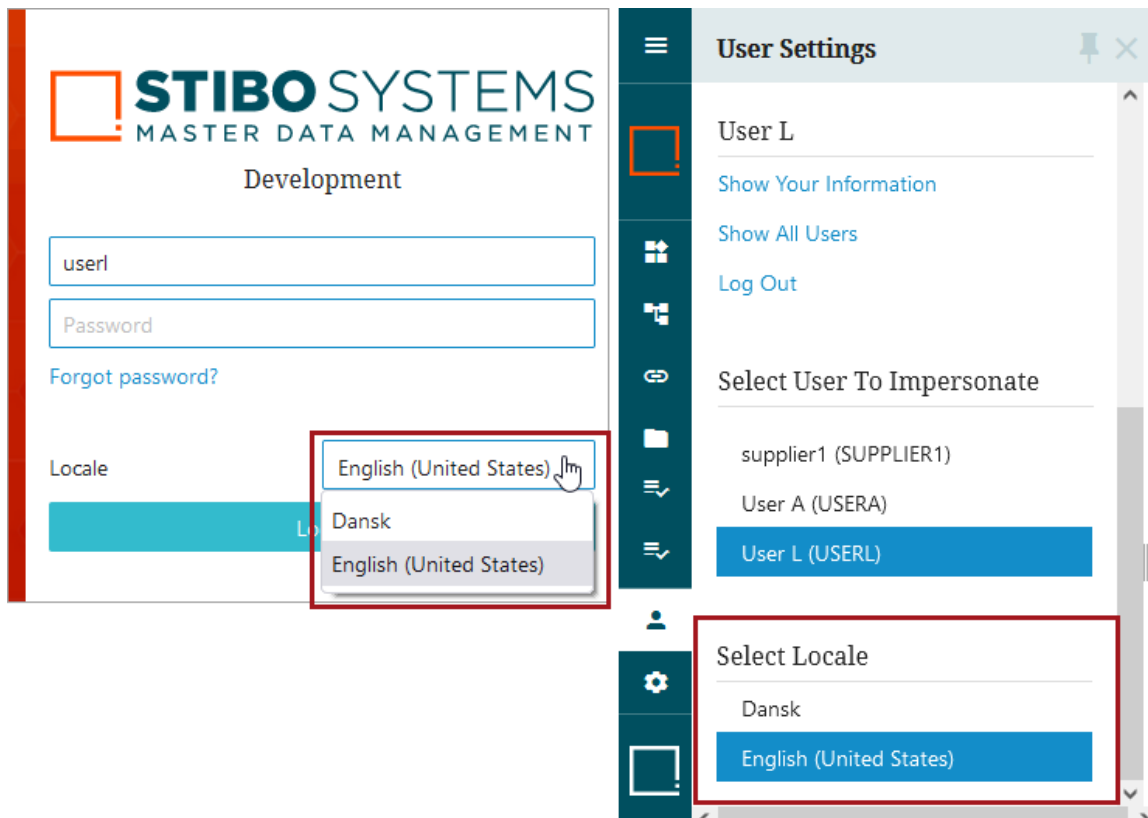 STIBO SYSTEMS
MASTER DATA MANAGEMENT
Development
userl
Password
Forgot password?
Locale
English (United States)
Lo
Dansk
English (United States)
User Settings
User L
Show Your Information
Show All Users
Log Out
Select User To Impersonate
supplier1 (SUPPLIER1)
User A (USERA)
User L (USERL)
Select Locale
Dansk
English (United States)